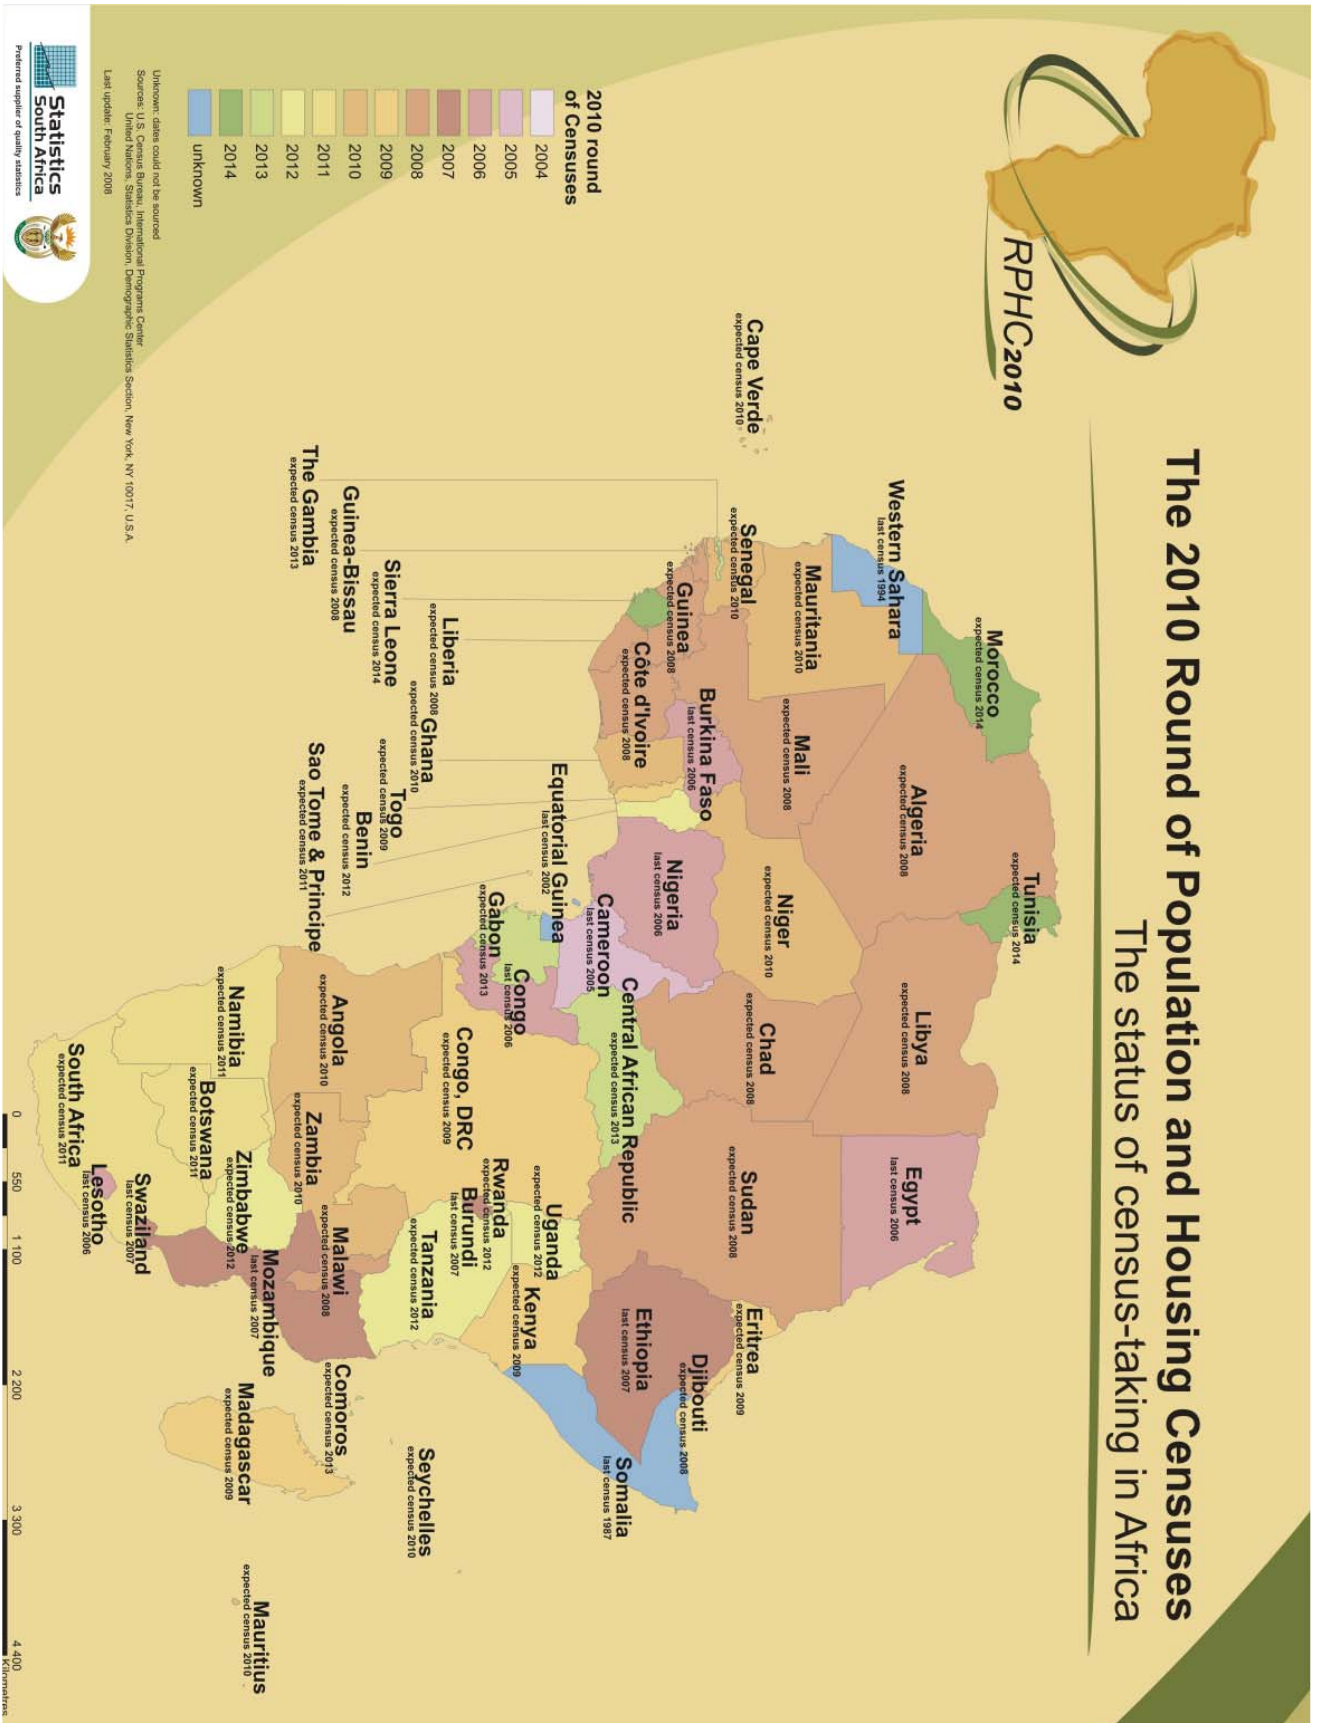 The 2010 Round of Population and Housing Censuses
The status of census-taking in Africa
RPHC2010
2010 round
of Censuses
2004
2005
2006
2007
2008
2009
2010
2011
2012
2013
2014
unknown
Unknown: dates could not be sourced
Sources: U.S. Census Bureau, International Programs Center
United Nations, Statistics Division, Demographic Statistics Section, New York, NY 10017, U.S.A.
Last update: February 2008
Statistics
South Africa
Preferred supplier of quality statistics
Morocco
expected census 2014
Tunisia
expected census 2014
Western Sahara
last census 1994
Algeria
expected census 2008
Libya
expected census 2008
Egypt
last census 2006
Cape Verde
expected census 2010
Mauritania
expected census 2010
Mali
expected census 2008
Niger
expected census 2010
Chad
expected census 2008
Sudan
expected census 2008
Eritrea
expected census 2009
Senegal
expected census 2010
Guinea
expected census 2008
Burkina Faso
last census 2006
Nigeria
last census 2006
Djibouti
expected census 2008
Côte d'Ivoire
expected census 2008
Cameroon
last census 2005
Central African Republic
expected census 2013
Ethiopia
last census 2007
Somalia
last census 1987
Equatorial Guinea
last census 2002
Gabon
expected census 2013
Congo
last census 2006
Uganda
expected census 2012
Kenya
expected census 2009
Rwanda
expected census 2012
Burundi
last census 2007
Congo, DRC
expected census 2009
Tanzania
expected census 2012
Seychelles
expected census 2010
Liberia
expected census 2008
Ghana
expected census 2010
Sierra Leone
expected census 2014
Togo
expected census 2009
Guinea-Bissau
expected census 2008
Benin
expected census 2012
The Gambia
expected census 2013
Sao Tome & Principe
expected census 2011
Angola
expected census 2010
Zambia
expected census 2010
Malawi
expected census 2008
Comoros
expected census 2013
Namibia
expected census 2011
Botswana
expected census 2011
Zimbabwe
expected census 2012
Mozambique
last census 2007
Madagascar
expected census 2009
Mauritius
expected census 2010
South Africa
expected census 2011
Lesotho
last census 2006
Swaziland
last census 2007
0 550 1 100 2 200 3 300 4 400
Kilometres